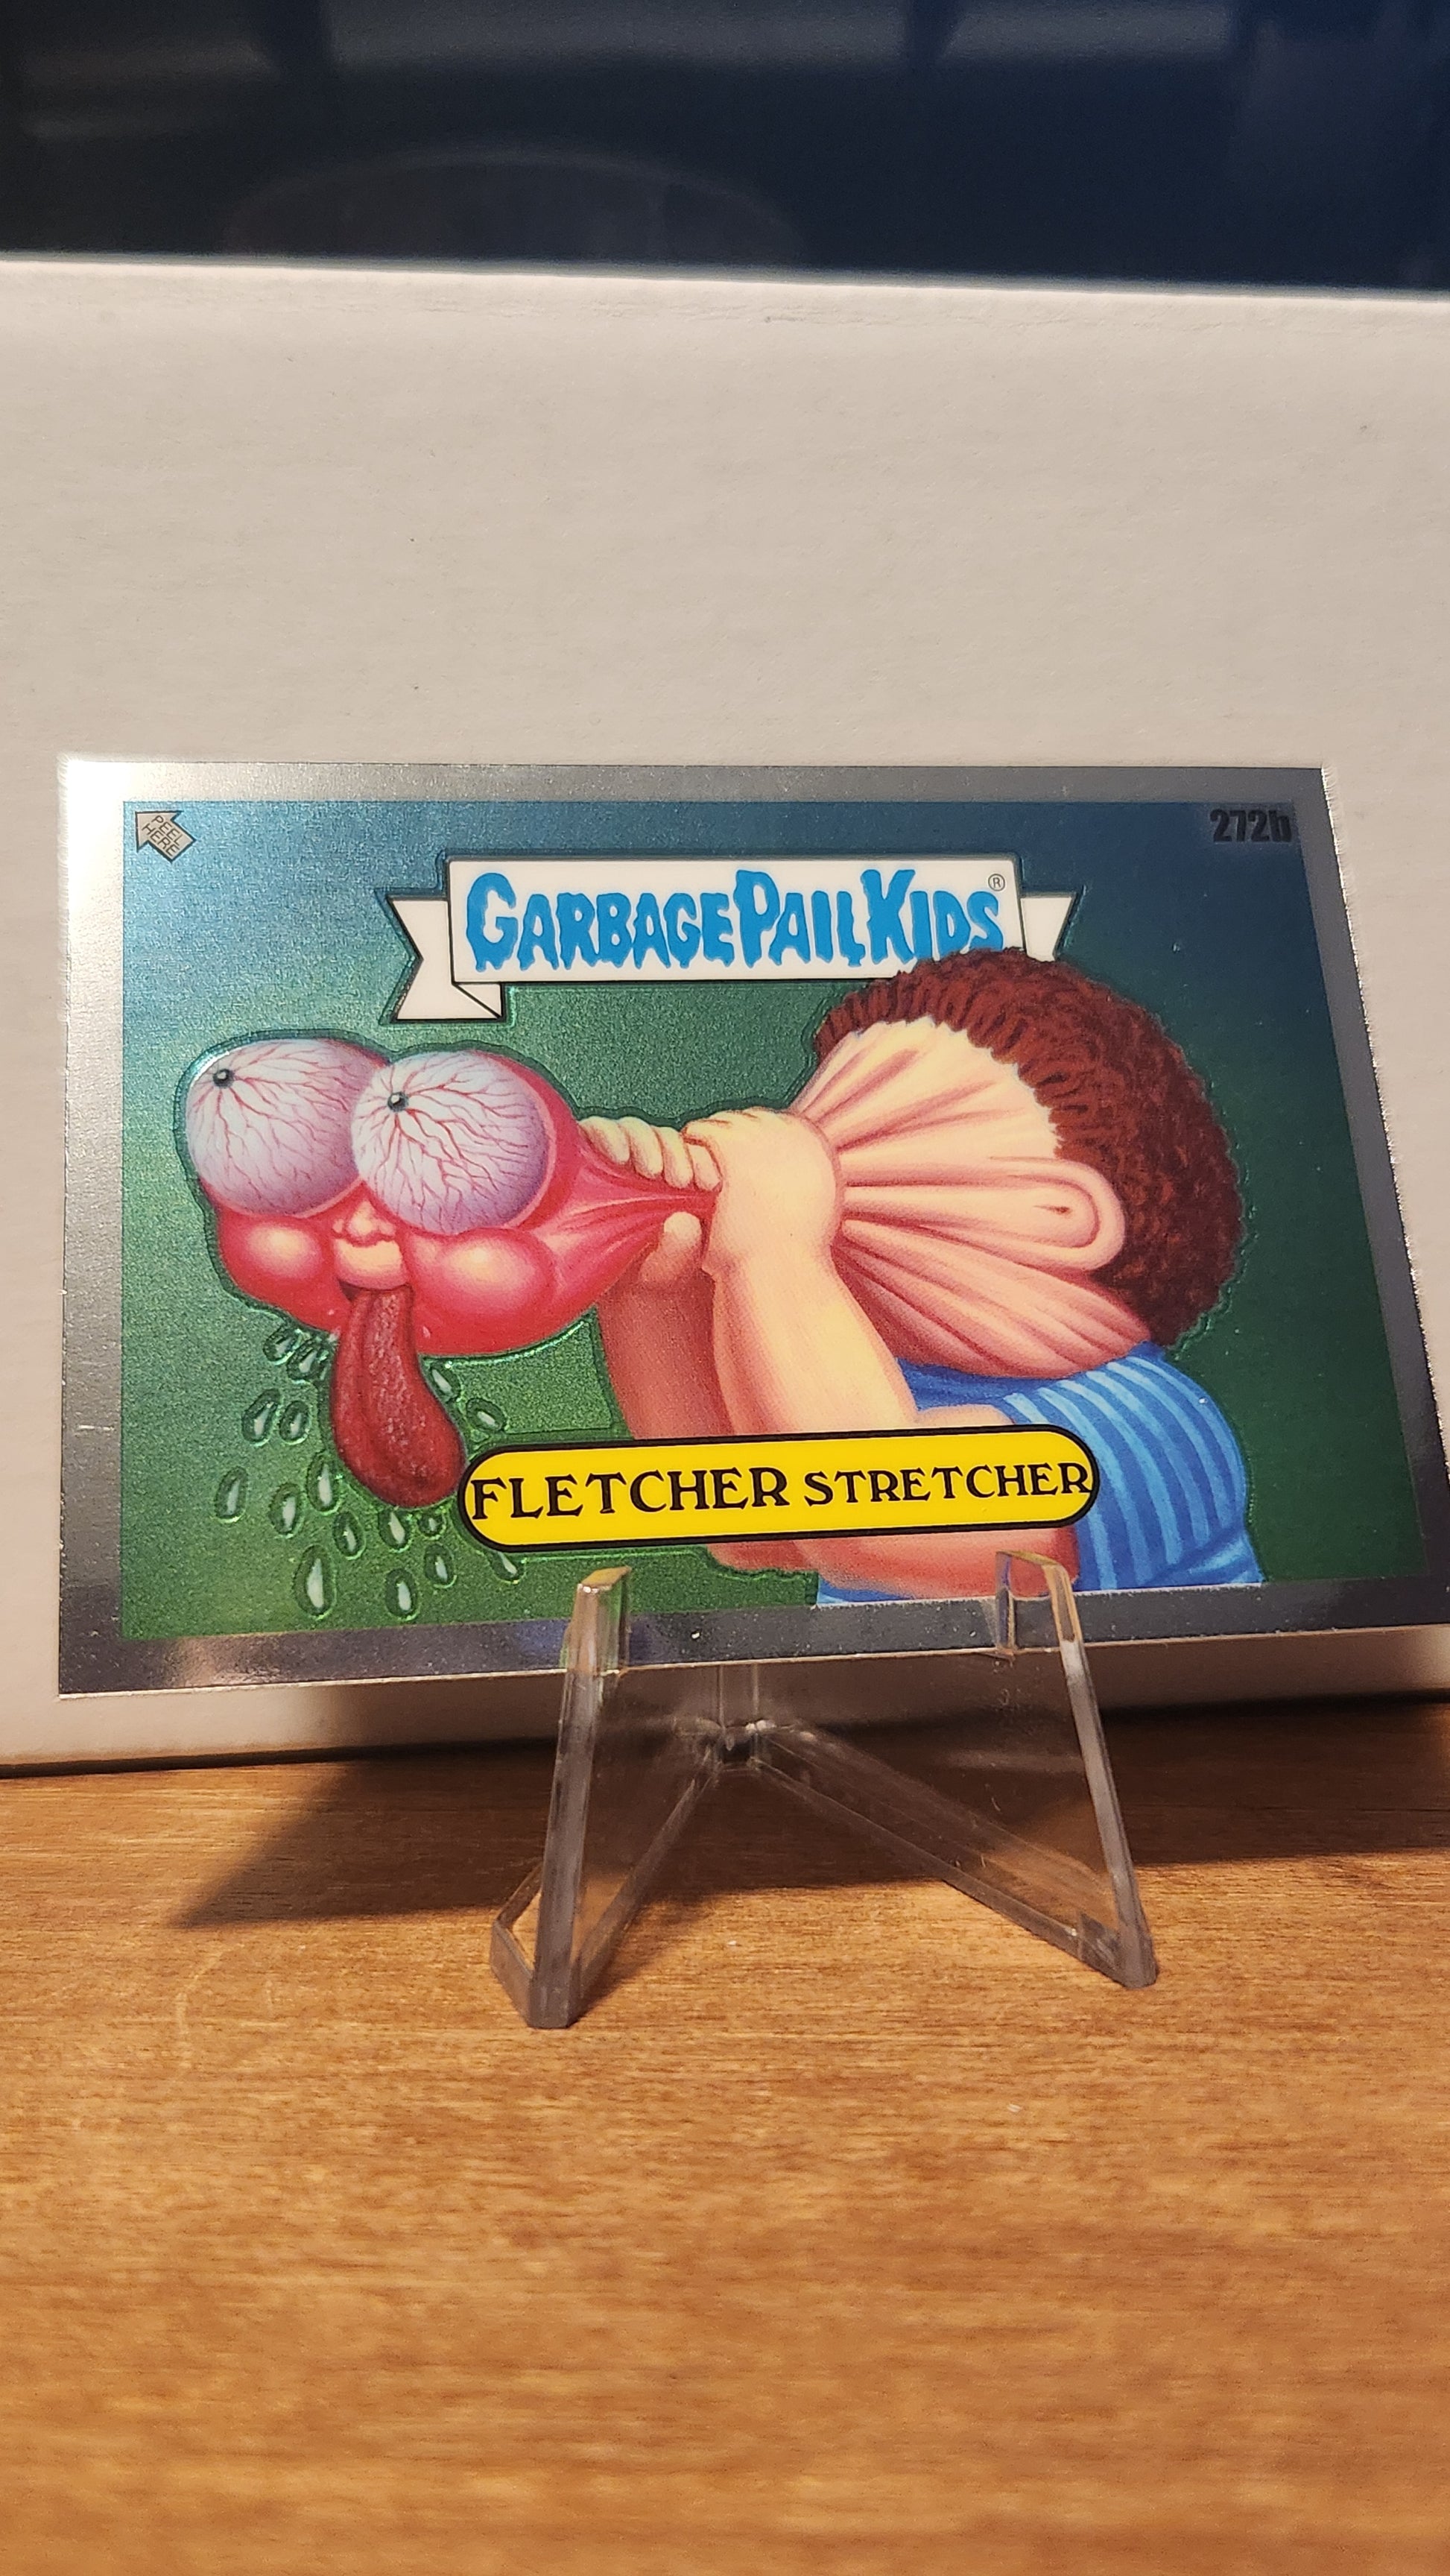 PEEL
HERE
272b
GARBAGE PAIL KIDS®
FLETCHER STRETCHER